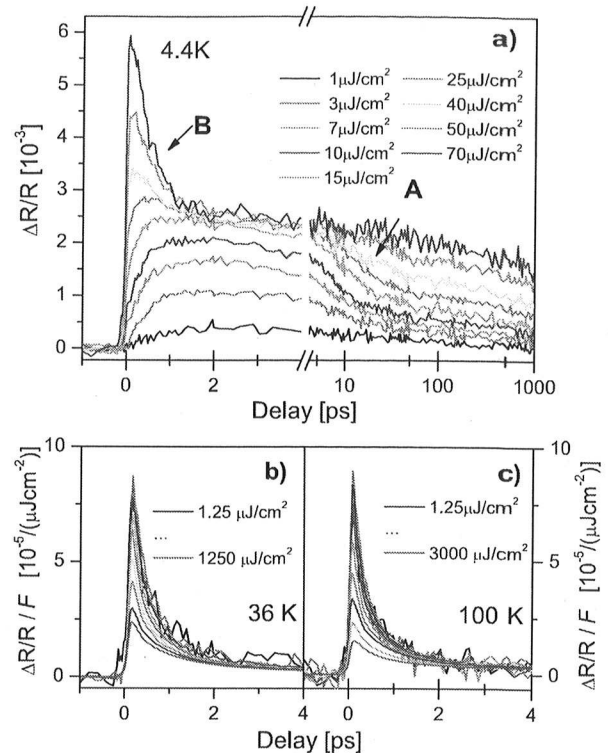 a)
4.4K
1μJ/cm² 25μJ/cm²
3μJ/cm² 40μJ/cm²
7μJ/cm² 50μJ/cm²
10μJ/cm² 70μJ/cm²
15μJ/cm²
B
A
ΔR/R [10⁻³]
6
5
4
3
2
1
0
0 2 10 100 1000
Delay [ps]
b) c)
10 10
5 5
0 0
ΔR/R / F [10⁻⁵/(μJcm⁻²)]
1.25 μJ/cm²
...
1250 μJ/cm²
36 K
1.25μJ/cm²
...
3000 μJ/cm²
100 K
ΔR/R / F [10⁻⁵/(μJcm⁻²)]
0 2 4 0 2 4
Delay [ps]